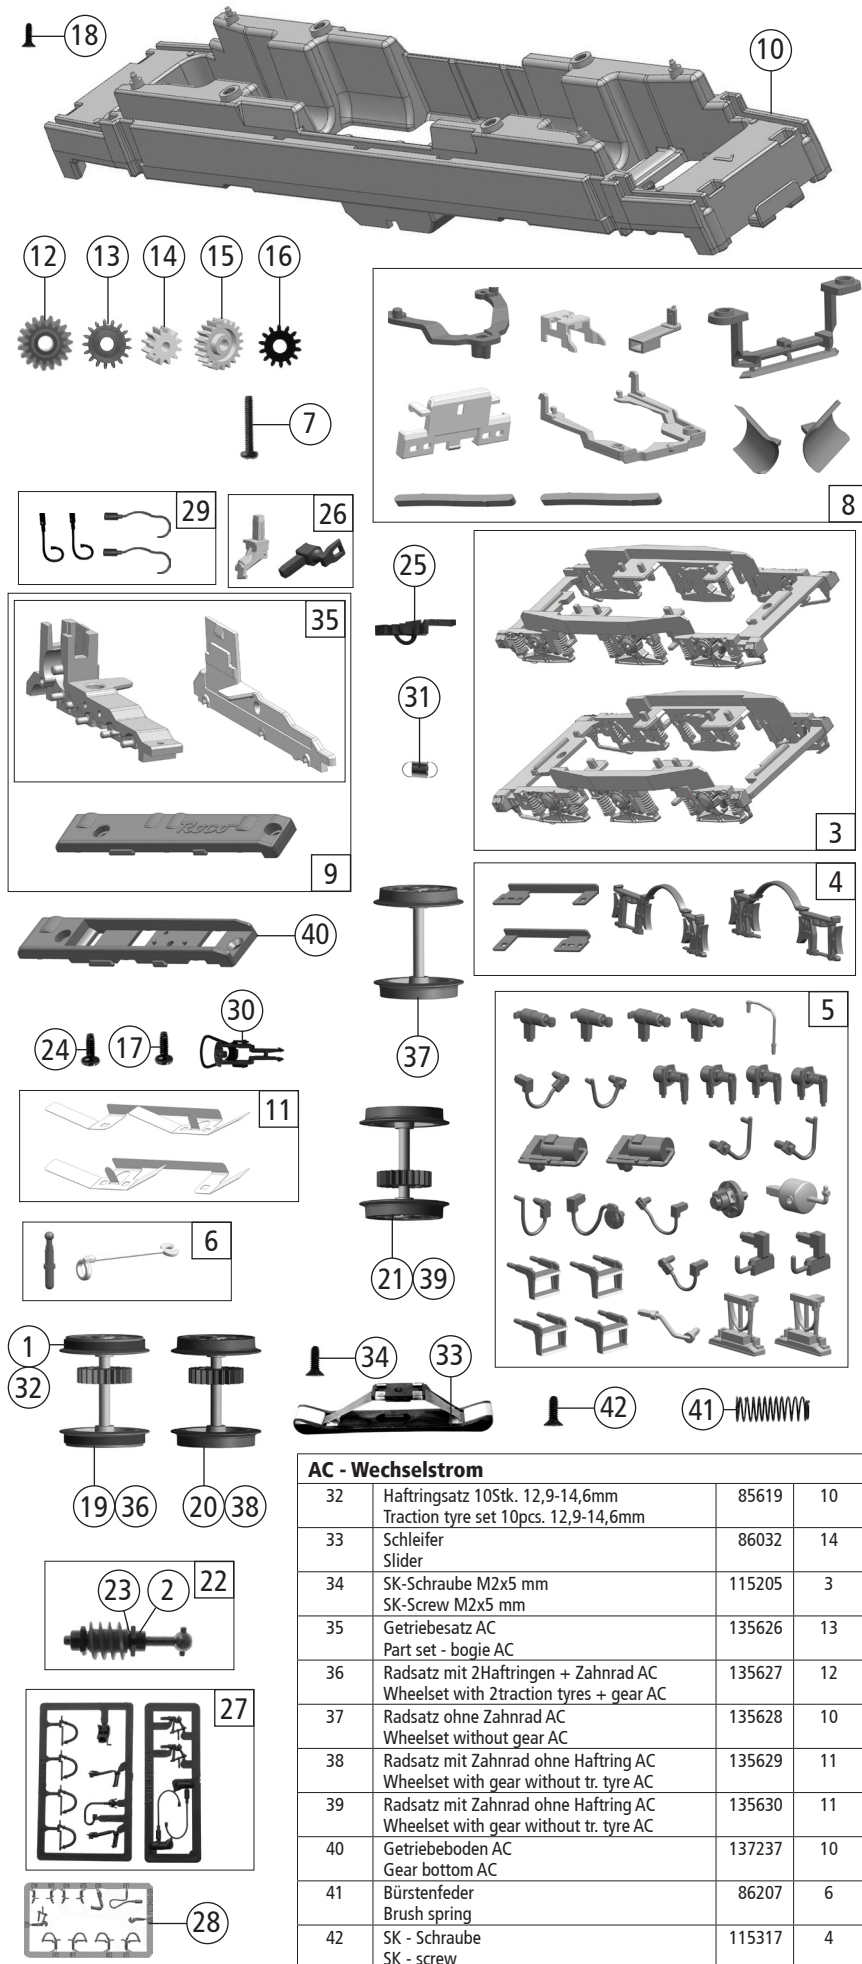 18
10
12 13 14 15 16
7
8
29
26
25
35
31
3
Roco
9
4
40
37
5
30
24 17
11
6
21 39
1
32
34 33
42 41
19 36 20 38
22
23 2
27
28
AC - Wechselstrom
32 Haftringsatz 10Stk. 12,9-14,6mm 85619 10
Traction tyre set 10pcs. 12,9-14,6mm
33 Schleifer 86032 14
Slider
34 SK-Schraube M2x5 mm 115205 3
SK-Screw M2x5 mm
35 Getriebesatz AC 135626 13
Part set - bogie AC
36 Radsatz mit 2Haftringen + Zahnrad AC 135627 12
Wheelset with 2traction tyres + gear AC
37 Radsatz ohne Zahnrad AC 135628 10
Wheelset without gear AC
38 Radsatz mit Zahnrad ohne Haftring AC 135629 11
Wheelset with gear without tr. tyre AC
39 Radsatz mit Zahnrad ohne Haftring AC 135630 11
Wheelset with gear without tr. tyre AC
40 Getriebeboden AC 137237 10
Gear bottom AC
41 Bürstenfeder 86207 6
Brush spring
42 SK - Schraube 115317 4
SK - screw